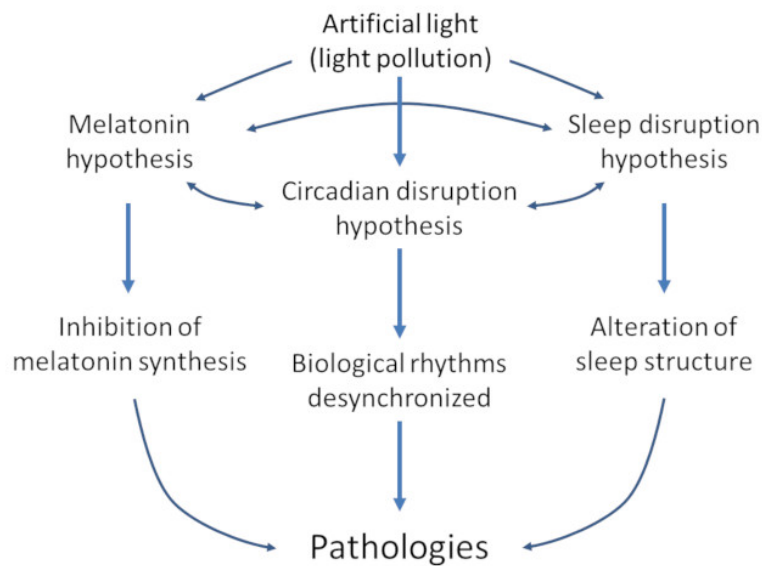 Artificial light
(light pollution)
Melatonin
hypothesis
Sleep disruption
hypothesis
Circadian disruption
hypothesis
Inhibition of
melatonin synthesis
Biological rhythms
desynchronized
Alteration of
sleep structure
Pathologies